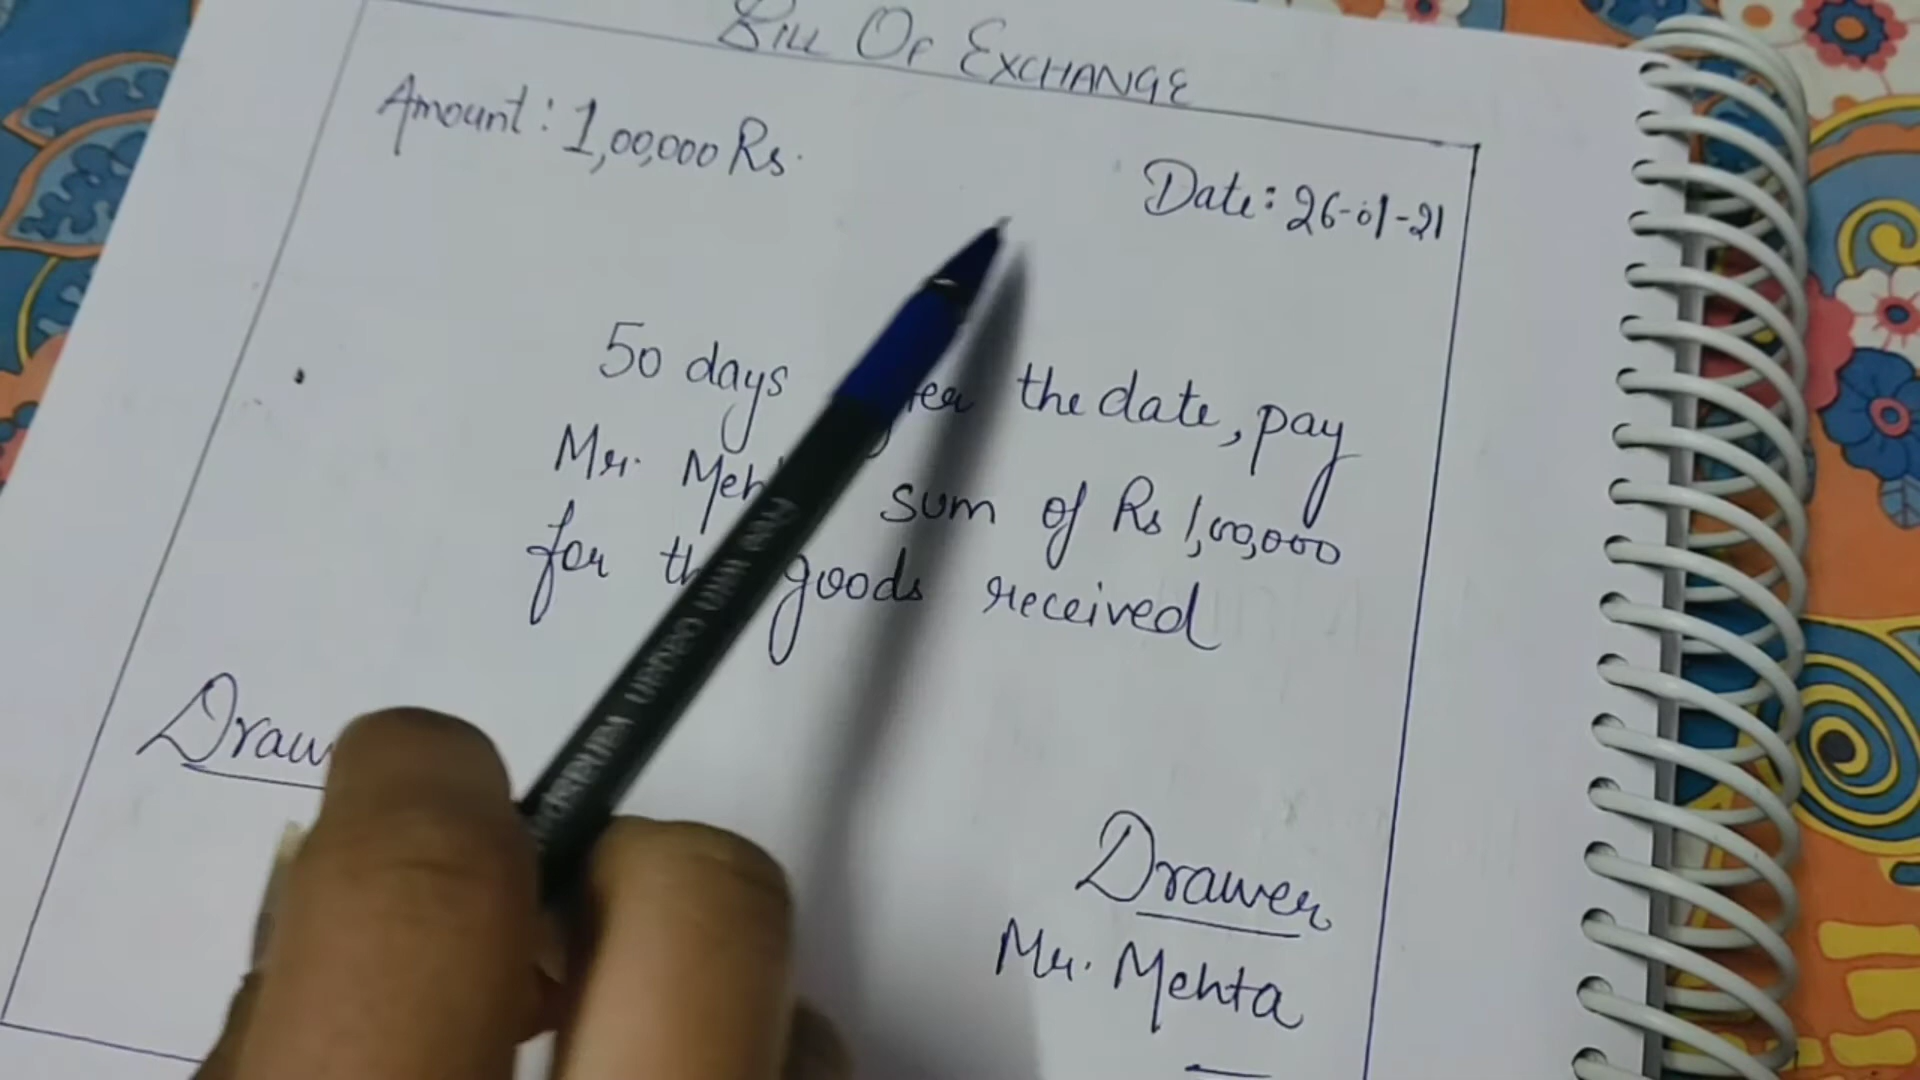 Bill Of Exchange
Amount: 1,00,000 Rs.
Date: 26-01-21
50 days the date, pay
Mr. sum of Rs 1,00,000
for goods received
Drawer
Mr. Mehta